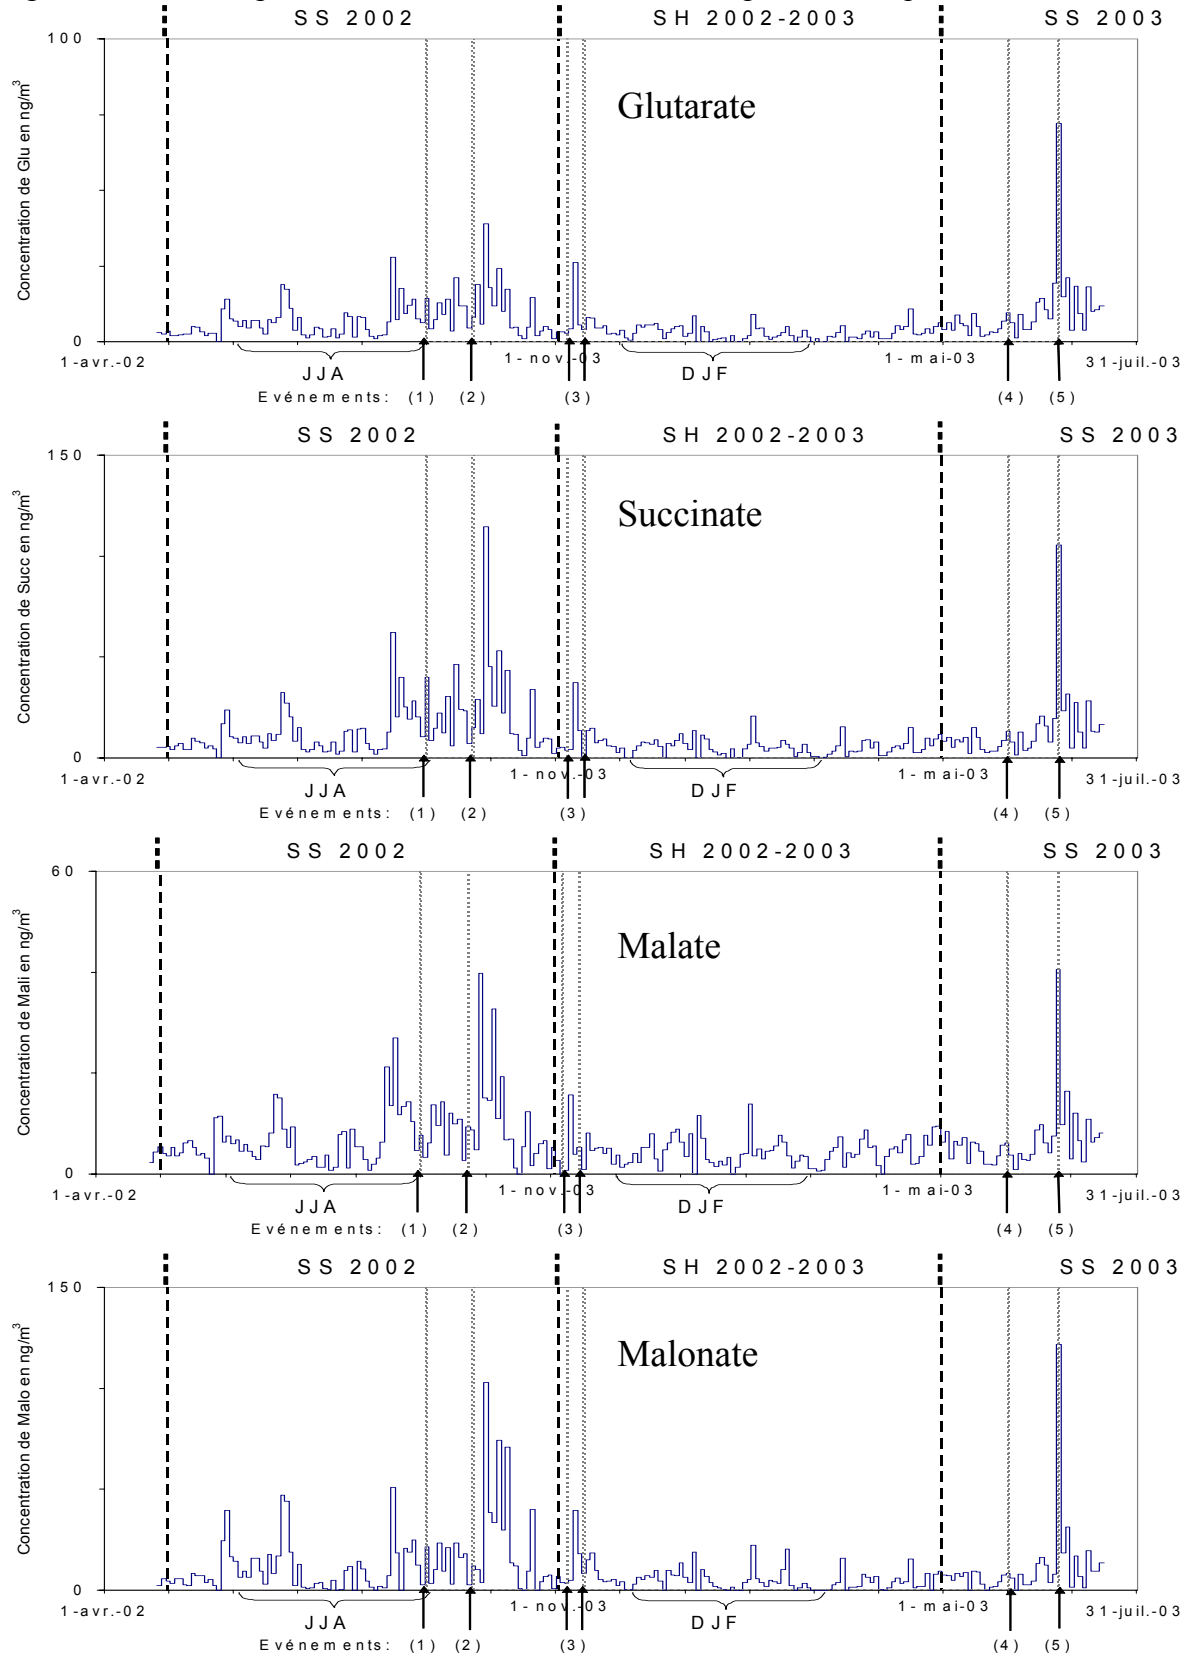 SS 2002 SH 2002-2003 SS 2003
100
Glutarate
Concentration de Glu en ng/m³
0
1-avr.-02 1-nov.-03 1-mai-03 31-juil.-03
JJA DJF
Evénements: (1) (2) (3) (4) (5)
SS 2002 SH 2002-2003 SS 2003
150
Succinate
Concentration de Succ en ng/m³
0
1-avr.-02 1-nov.-03 1-mai-03 31-juil.-03
JJA DJF
Evénements: (1) (2) (3) (4) (5)
SS 2002 SH 2002-2003 SS 2003
60
Malate
Concentration de Mali en ng/m³
0
1-avr.-02 1-nov.-03 1-mai-03 31-juil.-03
JJA DJF
Evénements: (1) (2) (3) (4) (5)
SS 2002 SH 2002-2003 SS 2003
150
Malonate
Concentration de Malo en ng/m³
0
1-avr.-02 1-nov.-03 1-mai-03 31-juil.-03
JJA DJF
Evénements: (1) (2) (3) (4) (5)